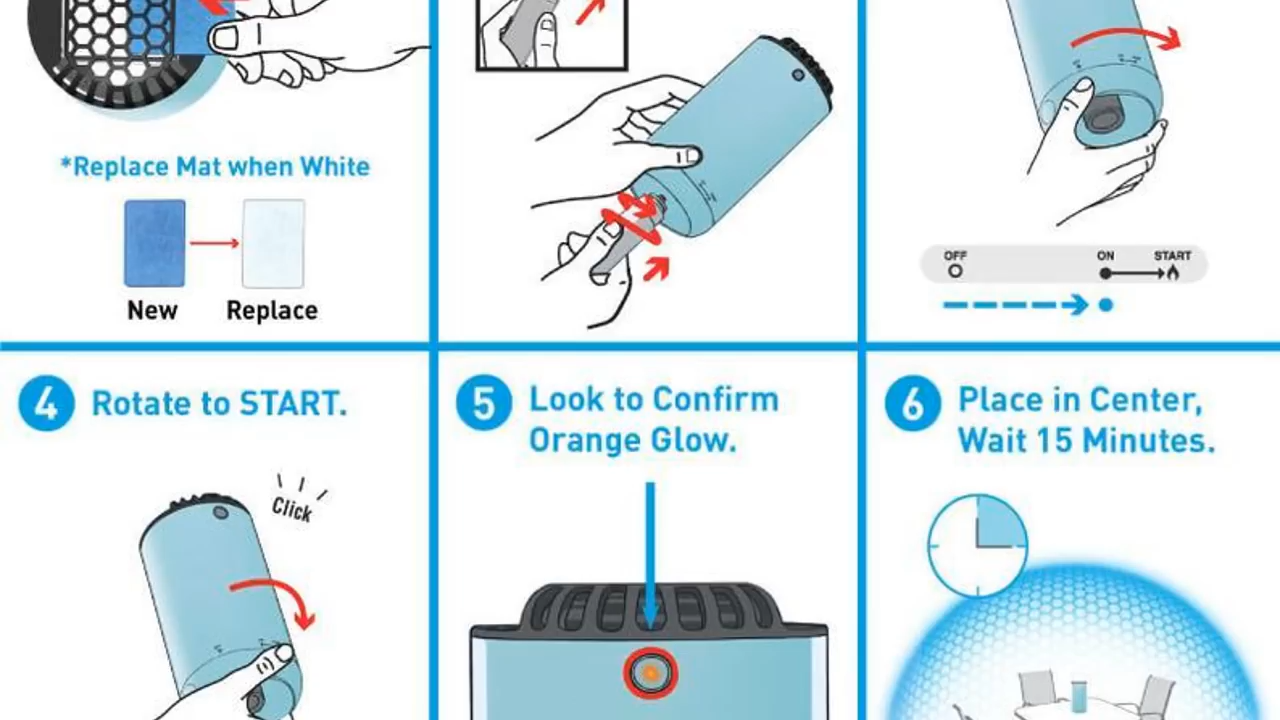 *Replace Mat when White
New
Replace
OFF
ON
START
4
Rotate to START.
Click
5
Look to Confirm
Orange Glow.
6
Place in Center,
Wait 15 Minutes.